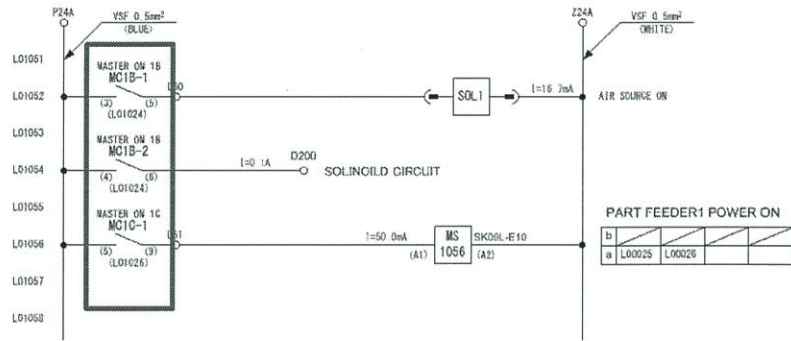 P24A
Z24A
VSF 0.5mm²
(BLUE)
VSF 0.5mm²
(WHITE)
L01051
MASTER ON 1B
MC1B-1
L01052
(3) (5)
(L01024)
SOL1
I=16.7mA
AIR SOURCE ON
L01053
MASTER ON 1B
MC1B-2
L01054
(4) (6)
(L01024)
I=0.1A
D200
SOLINOILD CIRCUIT
L01055
MASTER ON 1C
MC1C-1
L01056
(5) (9)
(L01026)
I=50.0mA
(A1)
MS
1056
SK09L-E10
(A2)
PART FEEDER1 POWER ON
b
a L00025 L00026
L01057
L01058